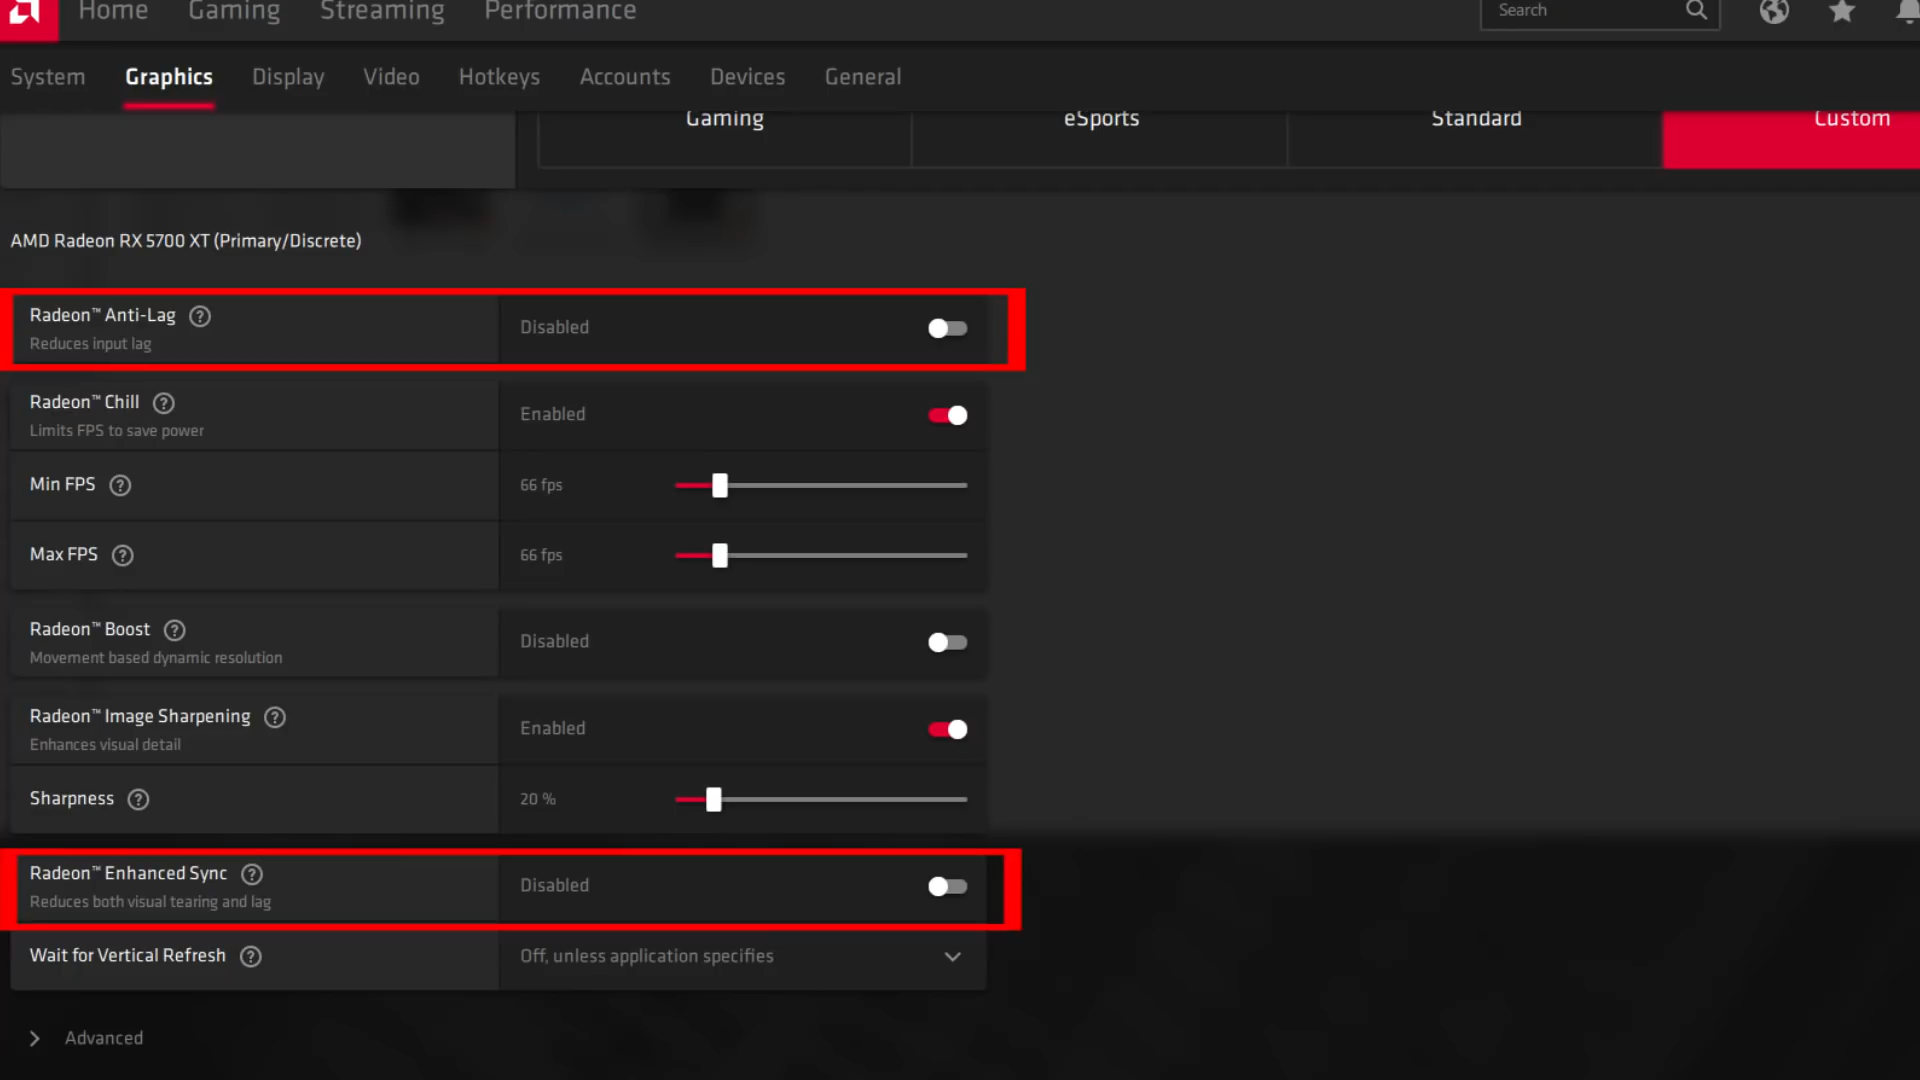 Home Gaming Streaming Performance Search
System Graphics Display Video Hotkeys Accounts Devices General
Gaming eSports Standard Custom
AMD Radeon RX 5700 XT (Primary/Discrete)
Radeon™ Anti-Lag ? Disabled
Reduces input lag
Radeon™ Chill ? Enabled
Limits FPS to save power
Min FPS ? 66 fps
Max FPS ? 66 fps
Radeon™ Boost ? Disabled
Movement based dynamic resolution
Radeon™ Image Sharpening ? Enabled
Enhances visual detail
Sharpness ? 20 %
Radeon™ Enhanced Sync ? Disabled
Reduces both visual tearing and lag
Wait for Vertical Refresh ? Off, unless application specifies
Advanced